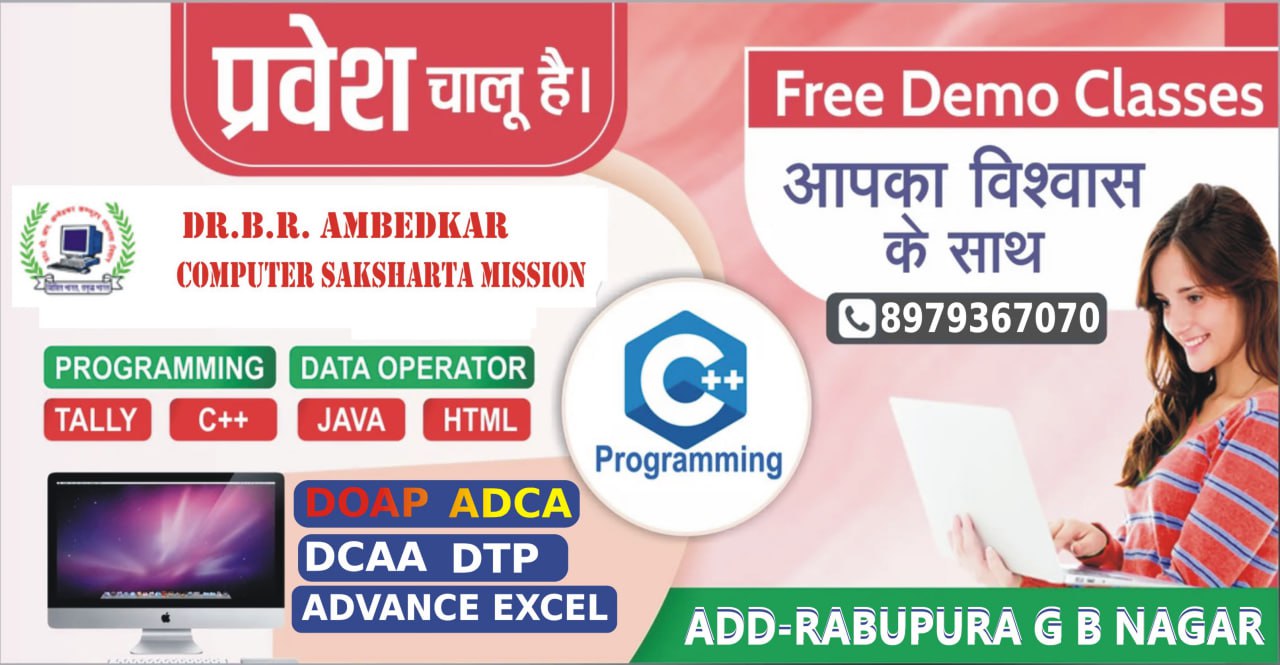 प्रवेश चालू है।
Free Demo Classes
आपका विश्वास
के साथ
8979367070
DR.B.R. AMBEDKAR
COMPUTER SAKSHARTA MISSION
PROGRAMMING DATA OPERATOR
TALLY C++ JAVA HTML
C++
Programming
DOAP ADCA
DCAA DTP
ADVANCE EXCEL
ADD-RABUPURA G B NAGAR